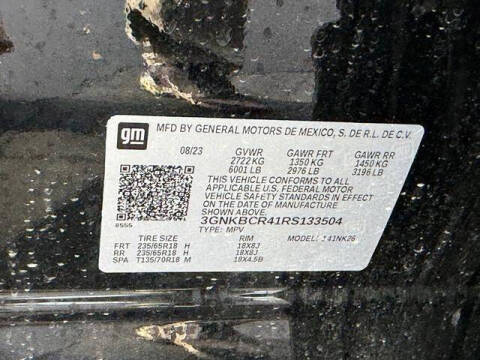 gm
MFD BY GENERAL MOTORS DE MEXICO, S. DE R.L. DE C.V.
08/23 GVWR GAWR FRT GAWR RR
2722 KG 1350 KG 1450 KG
6001 LB 2976 LB 3196 LB
THIS VEHICLE CONFORMS TO ALL
APPLICABLE U.S. FEDERAL MOTOR
VEHICLE SAFETY STANDARDS IN EFFECT
ON THE DATE OF MANUFACTURE SHOWN ABOVE.
3GNKBCR41RS133504
TYPE: MPV MODEL: 141NK26
TIRE SIZE RIM
FRT 235/65R18 H 18X8J
RR 235/65R18 H 18X8J
SPA T135/70R18 M 18X4.5B